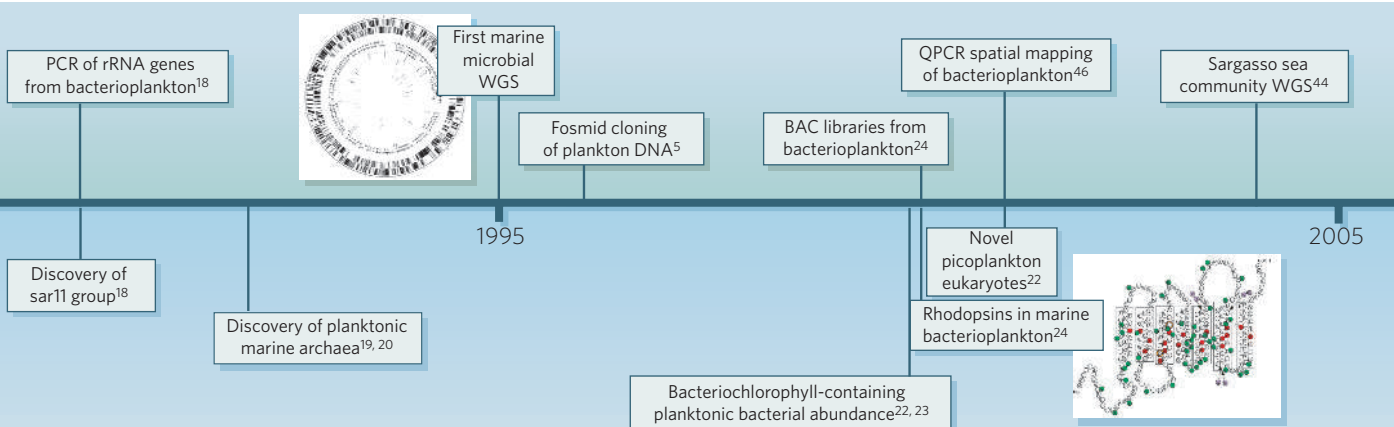 PCR of rRNA genes
from bacterioplankton18
First marine
microbial
WGS
Fosmid cloning
of plankton DNA5
BAC libraries from
bacterioplankton24
QPCR spatial mapping
of bacterioplankton46
Sargasso sea
community WGS44
1995
2005
Discovery of
sar11 group18
Discovery of planktonic
marine archaea19, 20
Bacteriochlorophyll-containing
planktonic bacterial abundance22, 23
Novel
picoplankton
eukaryotes22
Rhodopsins in marine
bacterioplankton24